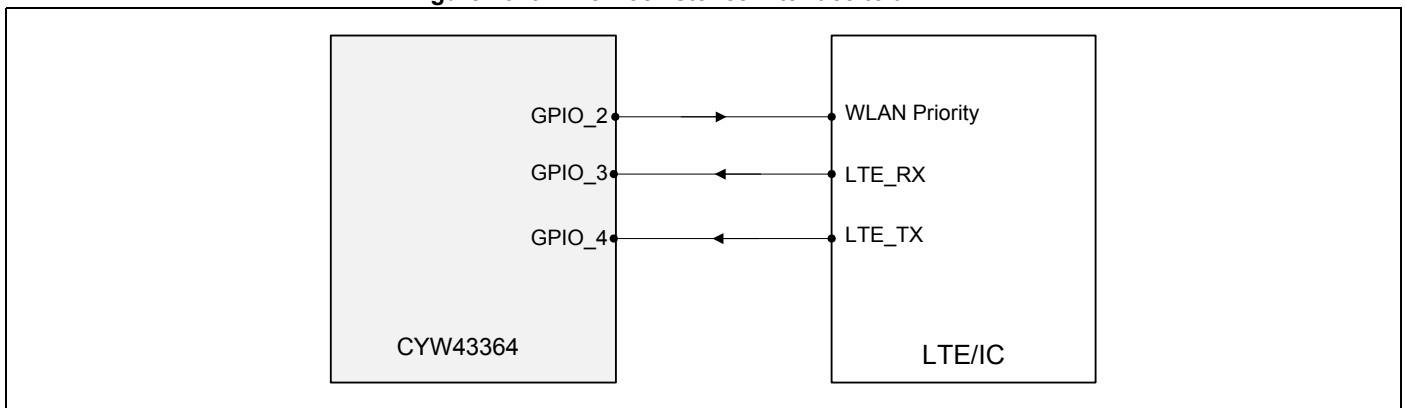 GPIO_2
WLAN Priority
GPIO_3
LTE_RX
GPIO_4
LTE_TX
CYW43364
LTE/IC